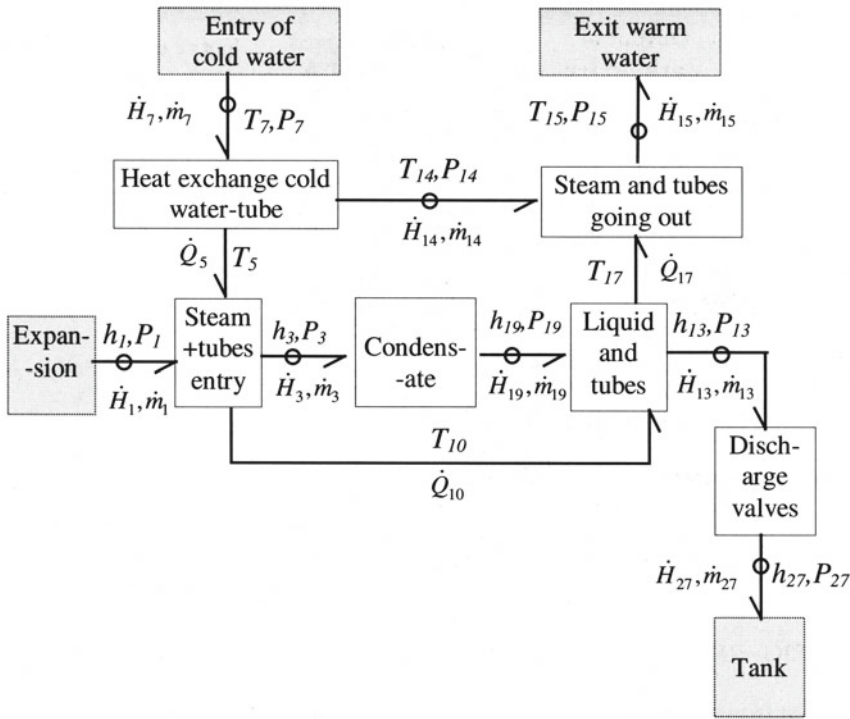 Entry of
cold water
Exit warm
water
Ḣ7, ṁ7
T7, P7
T15, P15
Ḣ15, ṁ15
Heat exchange cold
water-tube
T14, P14
Ḣ14, ṁ14
Steam and tubes
going out
Q̇5
T5
T17
Q̇17
Expan-
-sion
h1, P1
Ḣ1, ṁ1
Steam
+tubes
entry
h3, P3
Ḣ3, ṁ3
Condens-
-ate
h19, P19
Ḣ19, ṁ19
Liquid
and
tubes
h13, P13
Ḣ13, ṁ13
T10
Q̇10
Disch-
arge
valves
Ḣ27, ṁ27
h27, P27
Tank